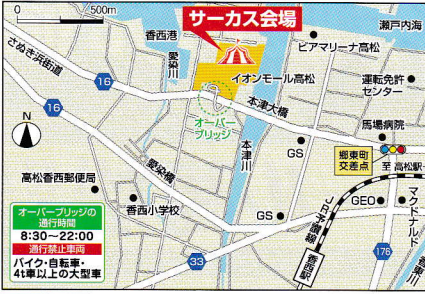 0 500m
サーカス会場
瀬戸内海
香西港
愛染川
さぬき浜街道
ピアマリーナ高松
イオンモール高松
運転免許
センター
16
本津大橋
オーバー
ブリッジ
馬場病院
16
N
本津川
GS
郷東町
交差点
至 高松駅
愛染橋
高松香西郵便局
香西小学校
GS
JR予讃線
香西駅
GEO
マクドナルド
香東川
33
176
オーバーブリッジの
通行時間
8:30~22:00
通行禁止車両
バイク・自転車・
4t車以上の大型車